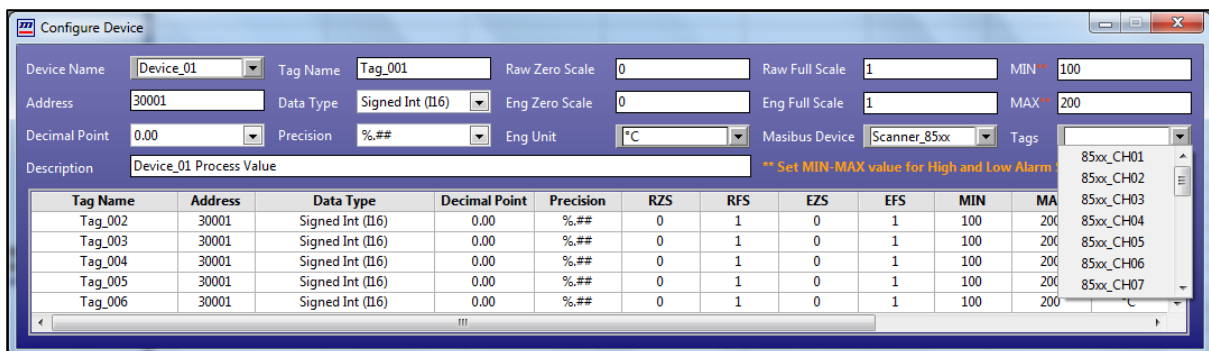 Configure Device
Device Name Device_01 Tag Name Tag_001 Raw Zero Scale 0 Raw Full Scale 1 MIN** 100
Address 30001 Data Type Signed Int (I16) Eng Zero Scale 0 Eng Full Scale 1 MAX** 200
Decimal Point 0.00 Precision %.## Eng Unit °C Masibus Device Scanner_85xx Tags
Description Device_01 Process Value ** Set MIN-MAX value for High and Low Alarm
85xx_CH01
85xx_CH02
85xx_CH03
85xx_CH04
85xx_CH05
85xx_CH06
85xx_CH07
Tag Name Address Data Type Decimal Point Precision RZS RFS EZS EFS MIN MA
Tag_002 30001 Signed Int (I16) 0.00 %.## 0 1 0 1 100 200
Tag_003 30001 Signed Int (I16) 0.00 %.## 0 1 0 1 100 200
Tag_004 30001 Signed Int (I16) 0.00 %.## 0 1 0 1 100 200
Tag_005 30001 Signed Int (I16) 0.00 %.## 0 1 0 1 100 200
Tag_006 30001 Signed Int (I16) 0.00 %.## 0 1 0 1 100 200 °C